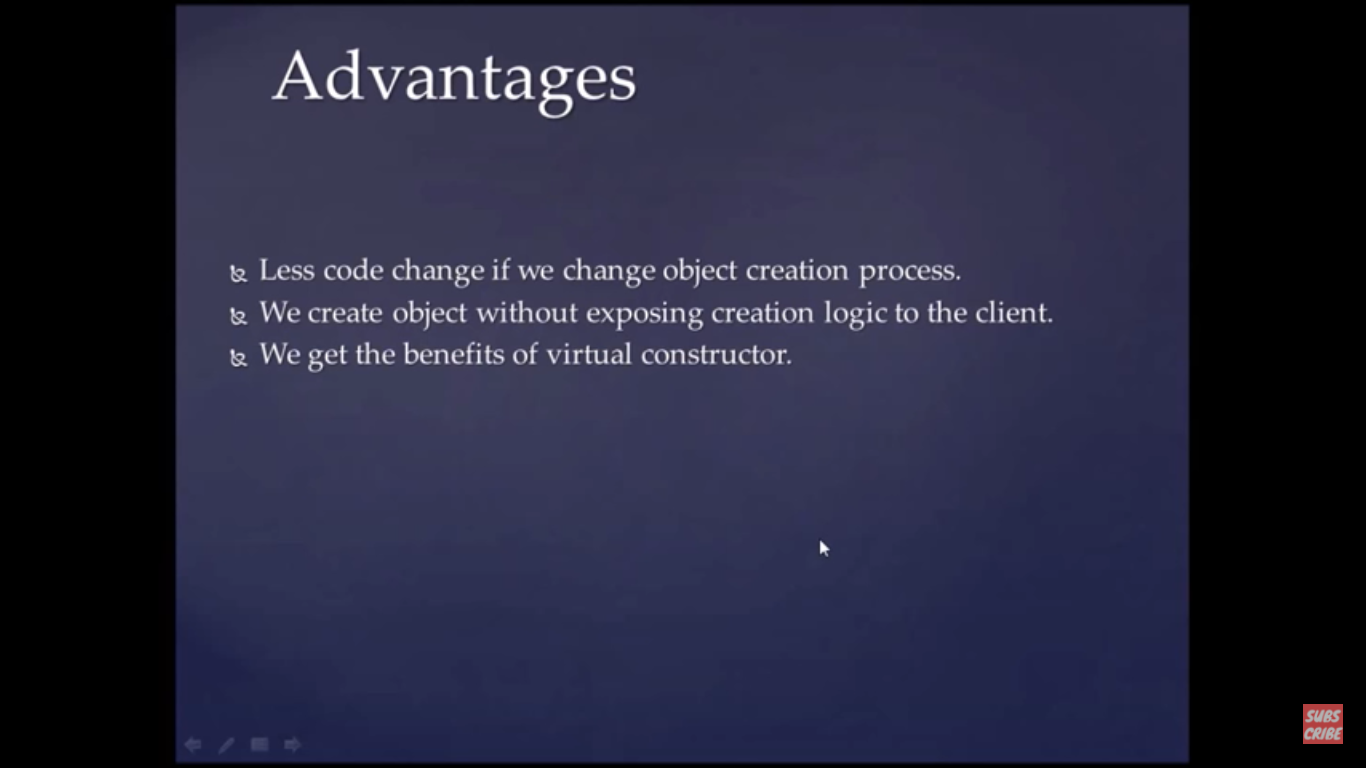 Advantages
Less code change if we change object creation process.
We create object without exposing creation logic to the client.
We get the benefits of virtual constructor.
SUBS
CRIBE